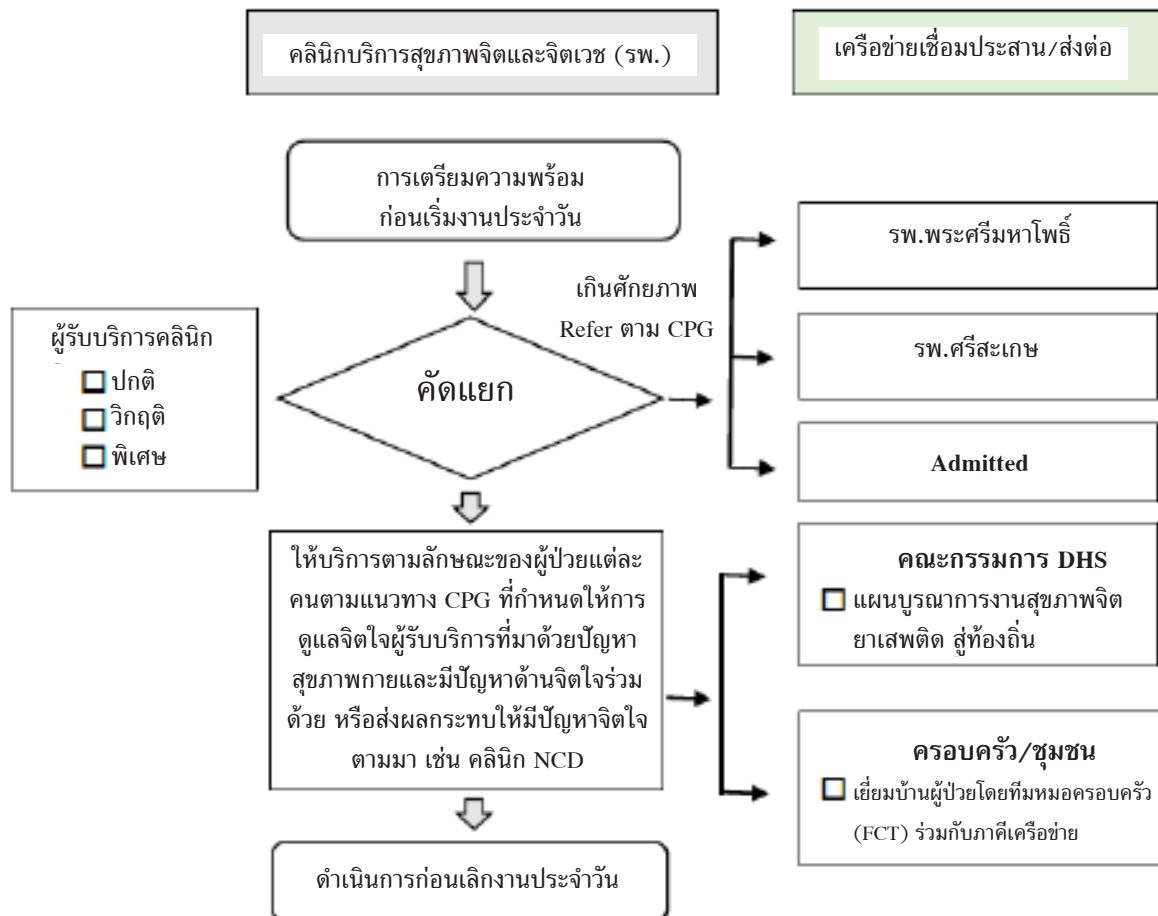 คลินิกบริการสุขภาพจิตและจิตเวช (รพ.)
เครือข่ายเชื่อมประสาน/ส่งต่อ
การเตรียมความพร้อม
ก่อนเริ่มงานประจำวัน
เกินศักยภาพ
Refer ตาม CPG
รพ.พระศรีมหาโพธิ์
รพ.ศรีสะเกษ
Admitted
ผู้รับบริการคลินิก
ปกติ
วิกฤติ
พิเศษ
คัดแยก
ให้บริการตามลักษณะของผู้ป่วยแต่ละ
คนตามแนวทาง CPG ที่กำหนดให้การ
ดูแลจิตใจผู้รับบริการที่มาด้วยปัญหา
สุขภาพกายและมีปัญหาด้านจิตใจร่วม
ด้วย หรือส่งผลกระทบให้มีปัญหาจิตใจ
ตามมา เช่น คลินิก NCD
คณะกรรมการ DHS
แผนบูรณาการงานสุขภาพจิต
ยาเสพติด สู่ท้องถิ่น
ครอบครัว/ชุมชน
เยี่ยมบ้านผู้ป่วยโดยทีมหมอครอบครัว
(FCT) ร่วมกับภาคีเครือข่าย
ดำเนินการก่อนเลิกงานประจำวัน